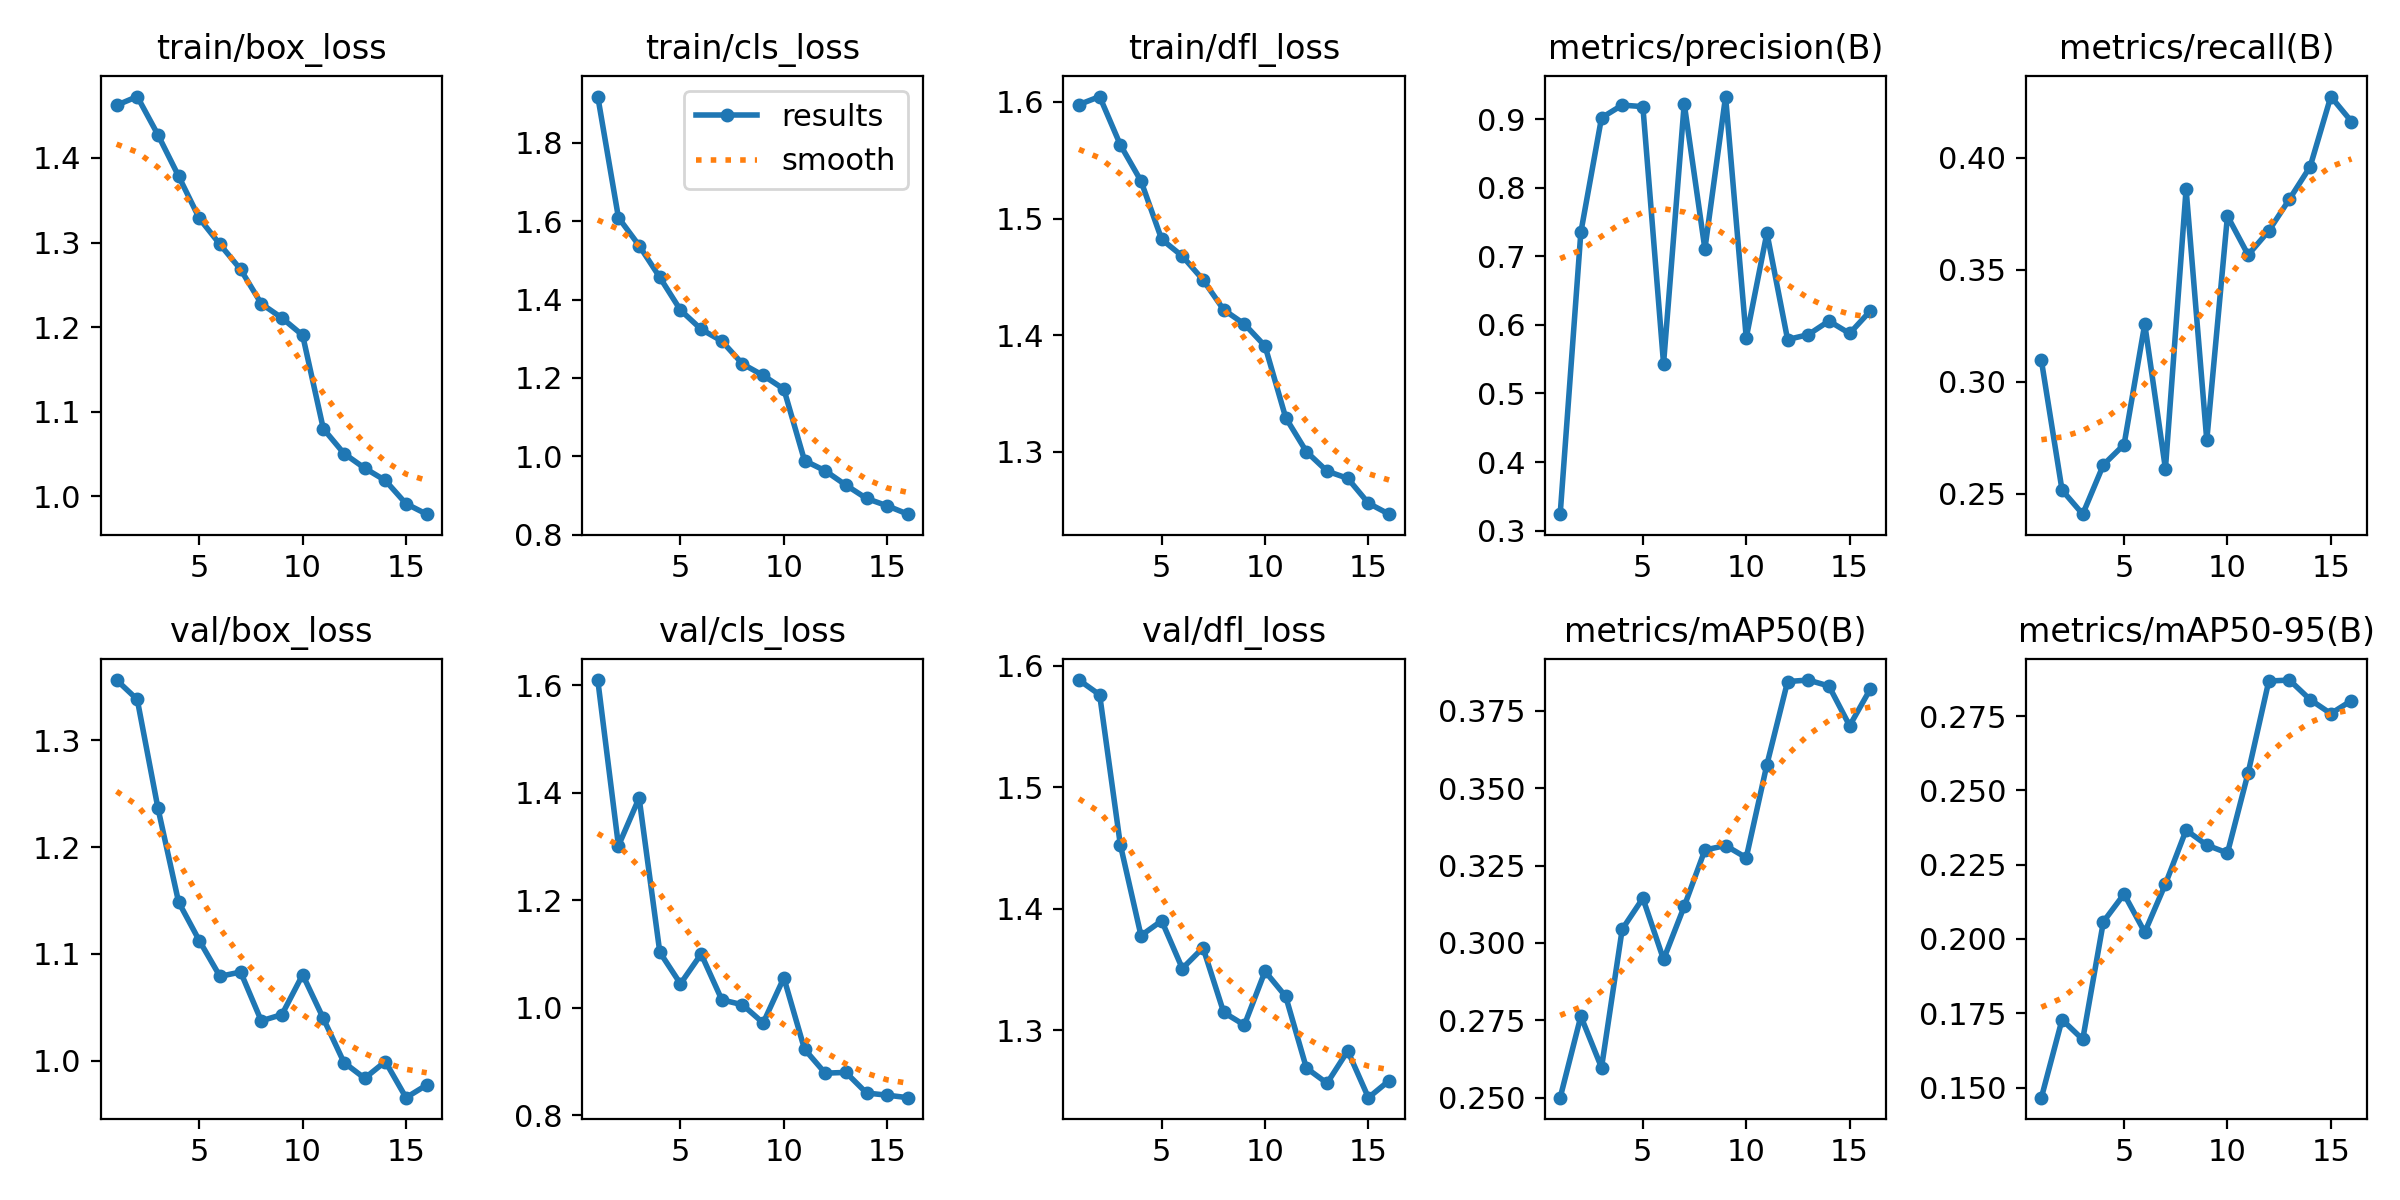 train/box_loss
1.4
1.3
1.2
1.1
1.0
5 10 15
train/cls_loss
results
smooth
1.8
1.6
1.4
1.2
1.0
0.8
5 10 15
train/dfl_loss
1.6
1.5
1.4
1.3
5 10 15
metrics/precision(B)
0.9
0.8
0.7
0.6
0.5
0.4
0.3
5 10 15
metrics/recall(B)
0.40
0.35
0.30
0.25
5 10 15
val/box_loss
1.3
1.2
1.1
1.0
5 10 15
val/cls_loss
1.6
1.4
1.2
1.0
0.8
5 10 15
val/dfl_loss
1.6
1.5
1.4
1.3
5 10 15
metrics/mAP50(B)
0.375
0.350
0.325
0.300
0.275
0.250
5 10 15
metrics/mAP50-95(B)
0.275
0.250
0.225
0.200
0.175
0.150
5 10 15